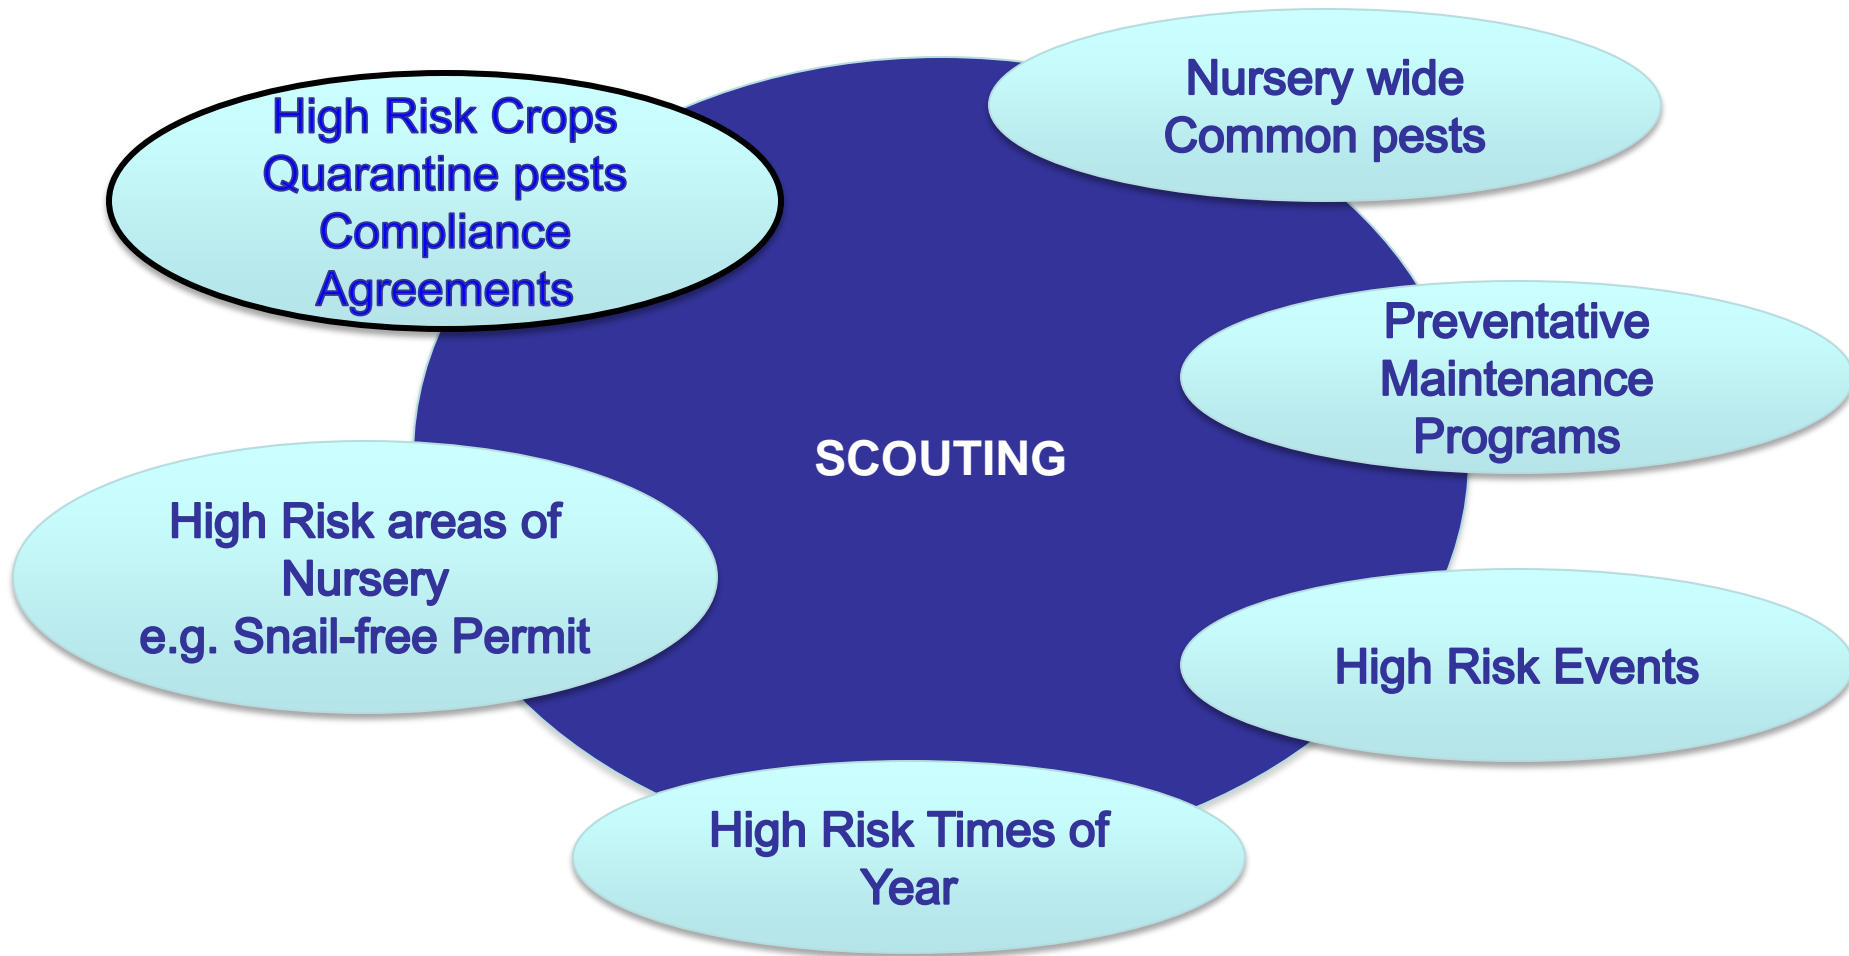 High Risk Crops
Quarantine pests
Compliance
Agreements
Nursery wide
Common pests
Preventative
Maintenance
Programs
SCOUTING
High Risk areas of
Nursery
e.g. Snail-free Permit
High Risk Events
High Risk Times of
Year